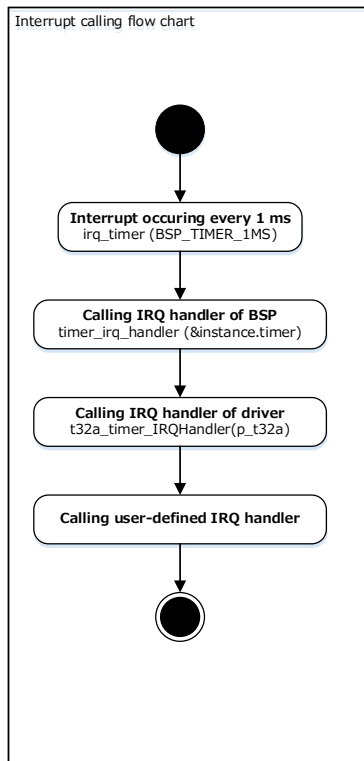 Interrupt calling flow chart
Interrupt occuring every 1 ms
irq_timer (BSP_TIMER_1MS)
Calling IRQ handler of BSP
timer_irq_handler (&instance.timer)
Calling IRQ handler of driver
t32a_timer_IRQHandler(p_t32a)
Calling user-defined IRQ handler